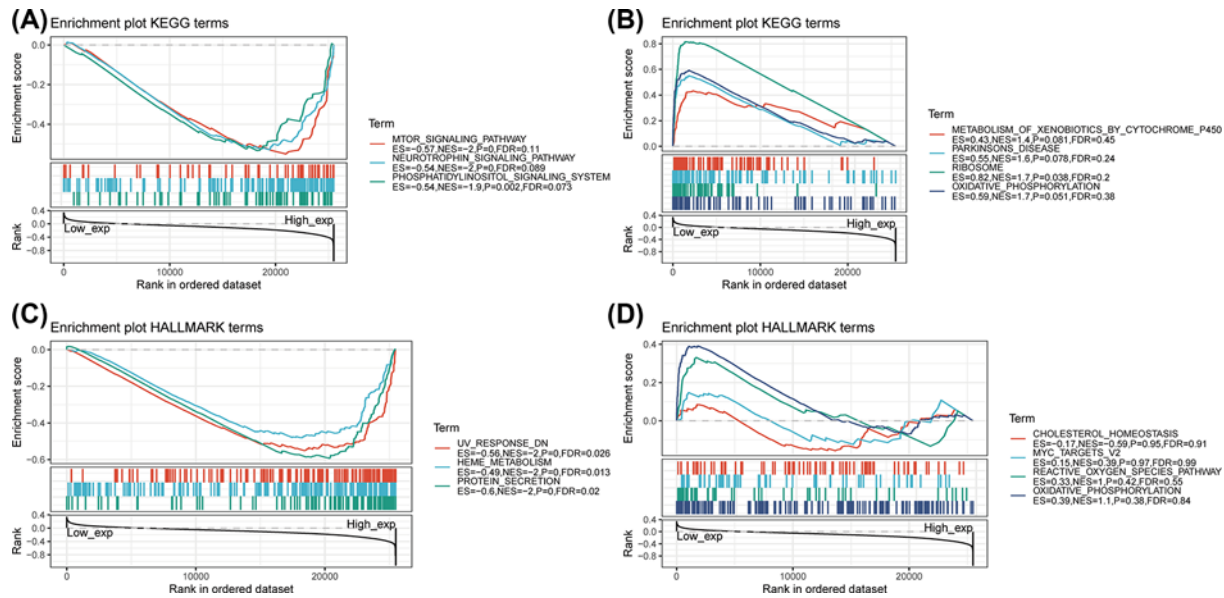 (A)
Enrichment plot KEGG terms
0.0
−0.2
−0.4
Enrichment score
Term
MTOR_SIGNALING_PATHWAY
ES=−0.57,NES=−2,P=0,FDR=0.11
NEUROTROPHIN_SIGNALING_PATHWAY
ES=−0.54,NES=−2,P=0,FDR=0.089
PHOSPHATIDYLINOSITOL_SIGNALING_SYSTEM
ES=−0.54,NES=−1.9,P=0.002,FDR=0.073
0.4
0.0
−0.4
−0.8
Rank
High_exp
Low_exp
0
10000
20000
Rank in ordered dataset
(B)
Enrichment plot KEGG terms
0.8
0.6
0.4
0.2
0.0
Enrichment score
Term
METABOLISM_OF_XENOBIOTICS_BY_CYTOCHROME_P450
ES=0.43,NES=1.4,P=0.081,FDR=0.45
PARKINSONS_DISEASE
ES=0.55,NES=1.6,P=0.078,FDR=0.24
RIBOSOME
ES=0.82,NES=1.7,P=0.038,FDR=0.2
OXIDATIVE_PHOSPHORYLATION
ES=0.59,NES=1.7,P=0.051,FDR=0.38
0.4
0.0
−0.4
−0.8
Rank
High_exp
Low_exp
0
10000
20000
Rank in ordered dataset
(C)
Enrichment plot HALLMARK terms
0.0
−0.2
−0.4
−0.6
Enrichment score
Term
UV_RESPONSE_DN
ES=−0.56,NES=−2,P=0,FDR=0.026
HEME_METABOLISM
ES=−0.49,NES=−2,P=0,FDR=0.013
PROTEIN_SECRETION
ES=−0.6,NES=−2,P=0,FDR=0.02
0.4
0.0
−0.4
−0.8
Rank
High_exp
Low_exp
0
10000
20000
Rank in ordered dataset
(D)
Enrichment plot HALLMARK terms
0.4
0.2
0.0
Enrichment score
Term
CHOLESTEROL_HOMEOSTASIS
ES=−0.17,NES=−0.59,P=0.95,FDR=0.91
MYC_TARGETS_V2
ES=0.15,NES=0.39,P=0.97,FDR=0.99
REACTIVE_OXYGEN_SPECIES_PATHWAY
ES=0.33,NES=1,P=0.42,FDR=0.55
OXIDATIVE_PHOSPHORYLATION
ES=0.39,NES=1.1,P=0.38,FDR=0.84
0.4
0.0
−0.4
−0.8
Rank
High_exp
Low_exp
0
10000
20000
Rank in ordered dataset